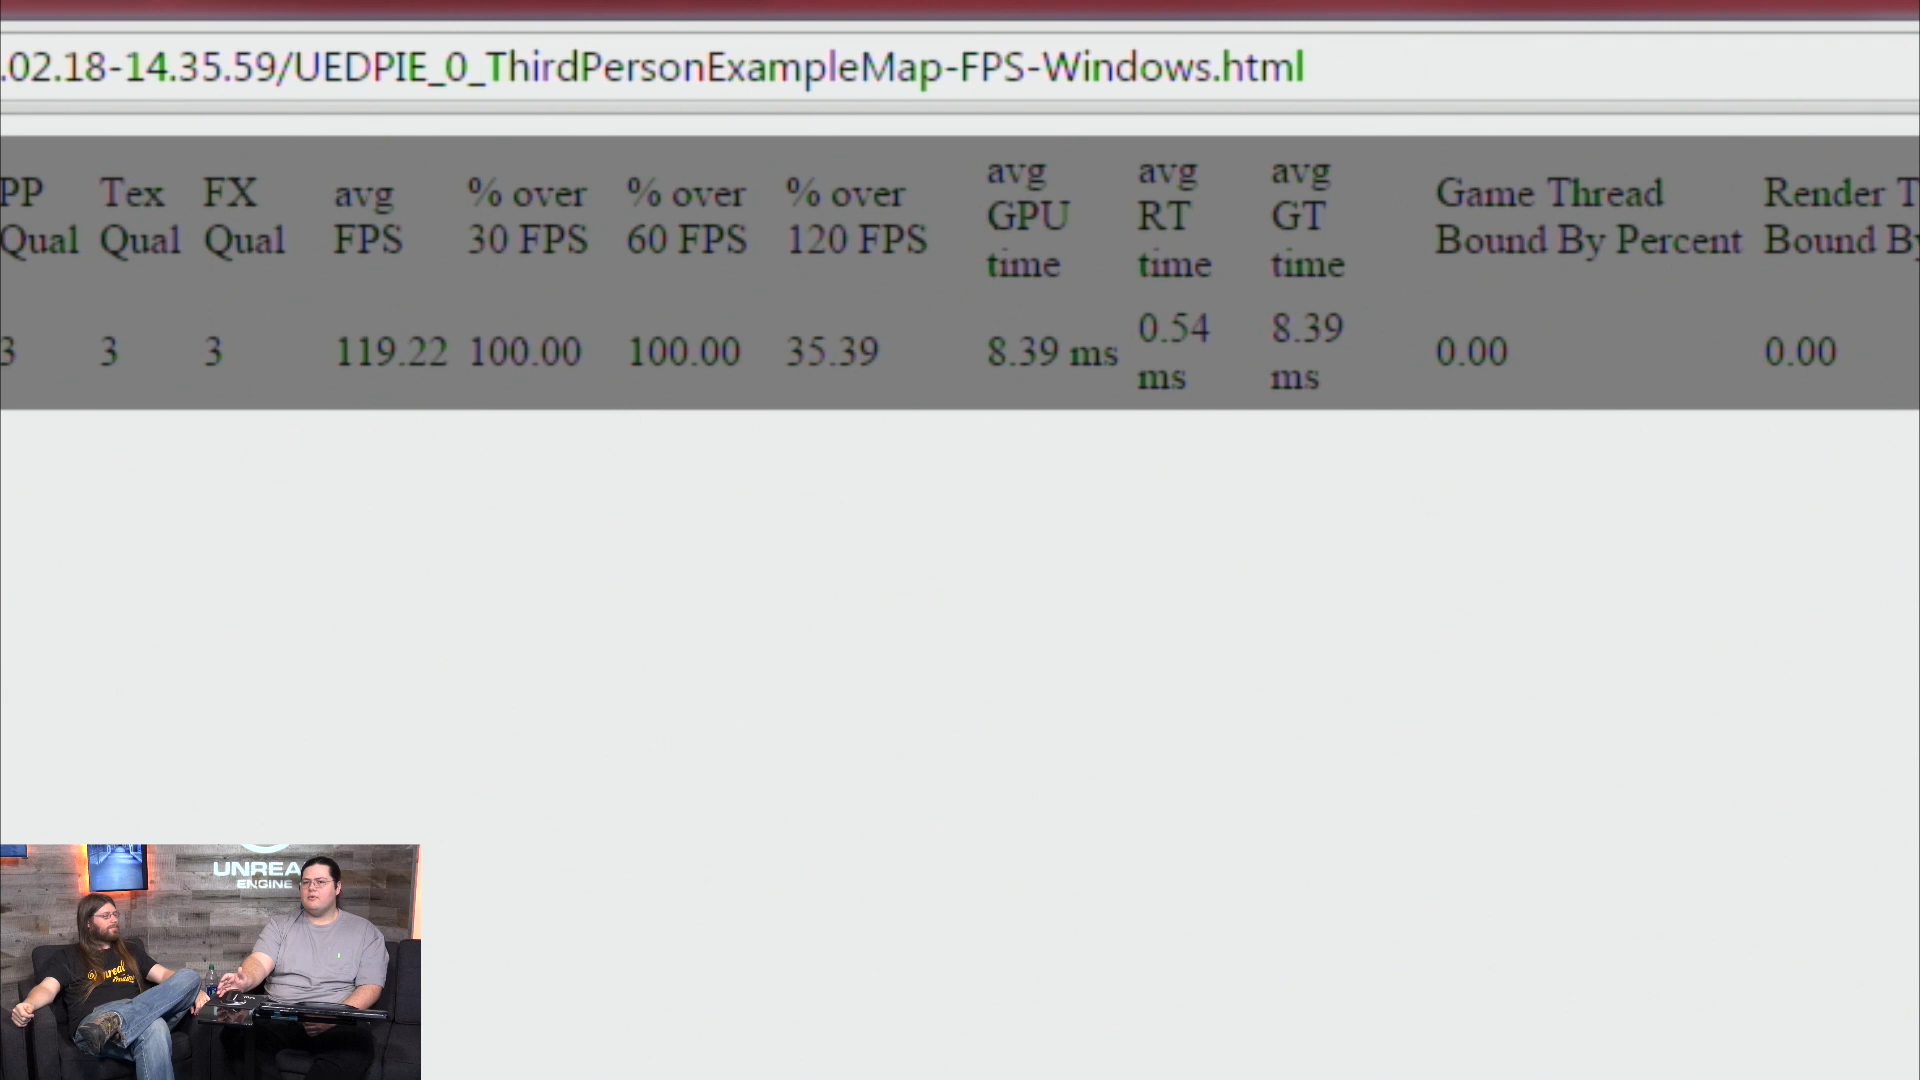 .02.18-14.35.59/UEDPIE_0_ThirdPersonExampleMap-FPS-Windows.html
PP Qual
Tex Qual
FX Qual
avg FPS
% over 30 FPS
% over 60 FPS
% over 120 FPS
avg GPU time
avg RT time
avg GT time
Game Thread Bound By Percent
Render T
Bound By
3
3
3
119.22
100.00
100.00
35.39
8.39 ms
0.54 ms
8.39 ms
0.00
0.00
UNREA
ENGINE
unreal